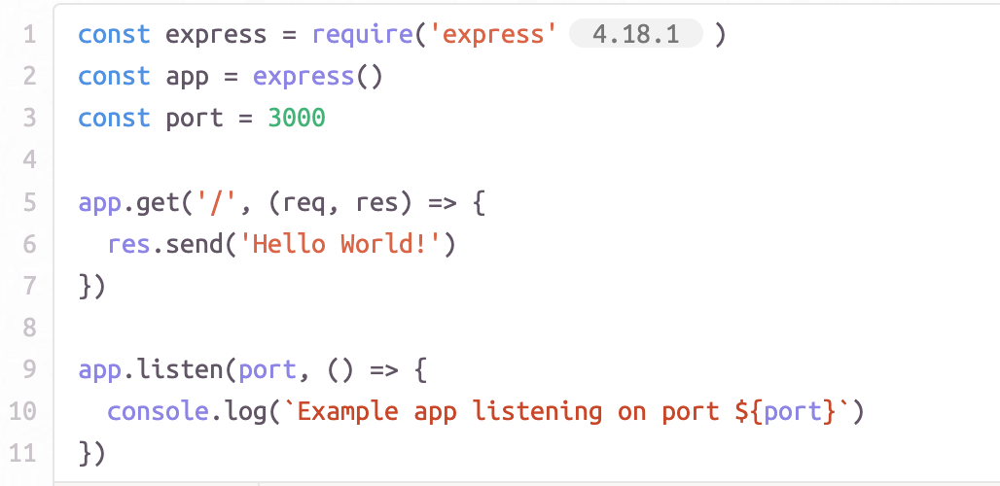 1 const express = require('express' 4.18.1 )
2 const app = express()
3 const port = 3000
4
5 app.get('/', (req, res) => {
6   res.send('Hello World!')
7 })
8
9 app.listen(port, () => {
10   console.log(`Example app listening on port ${port}`)
11 })